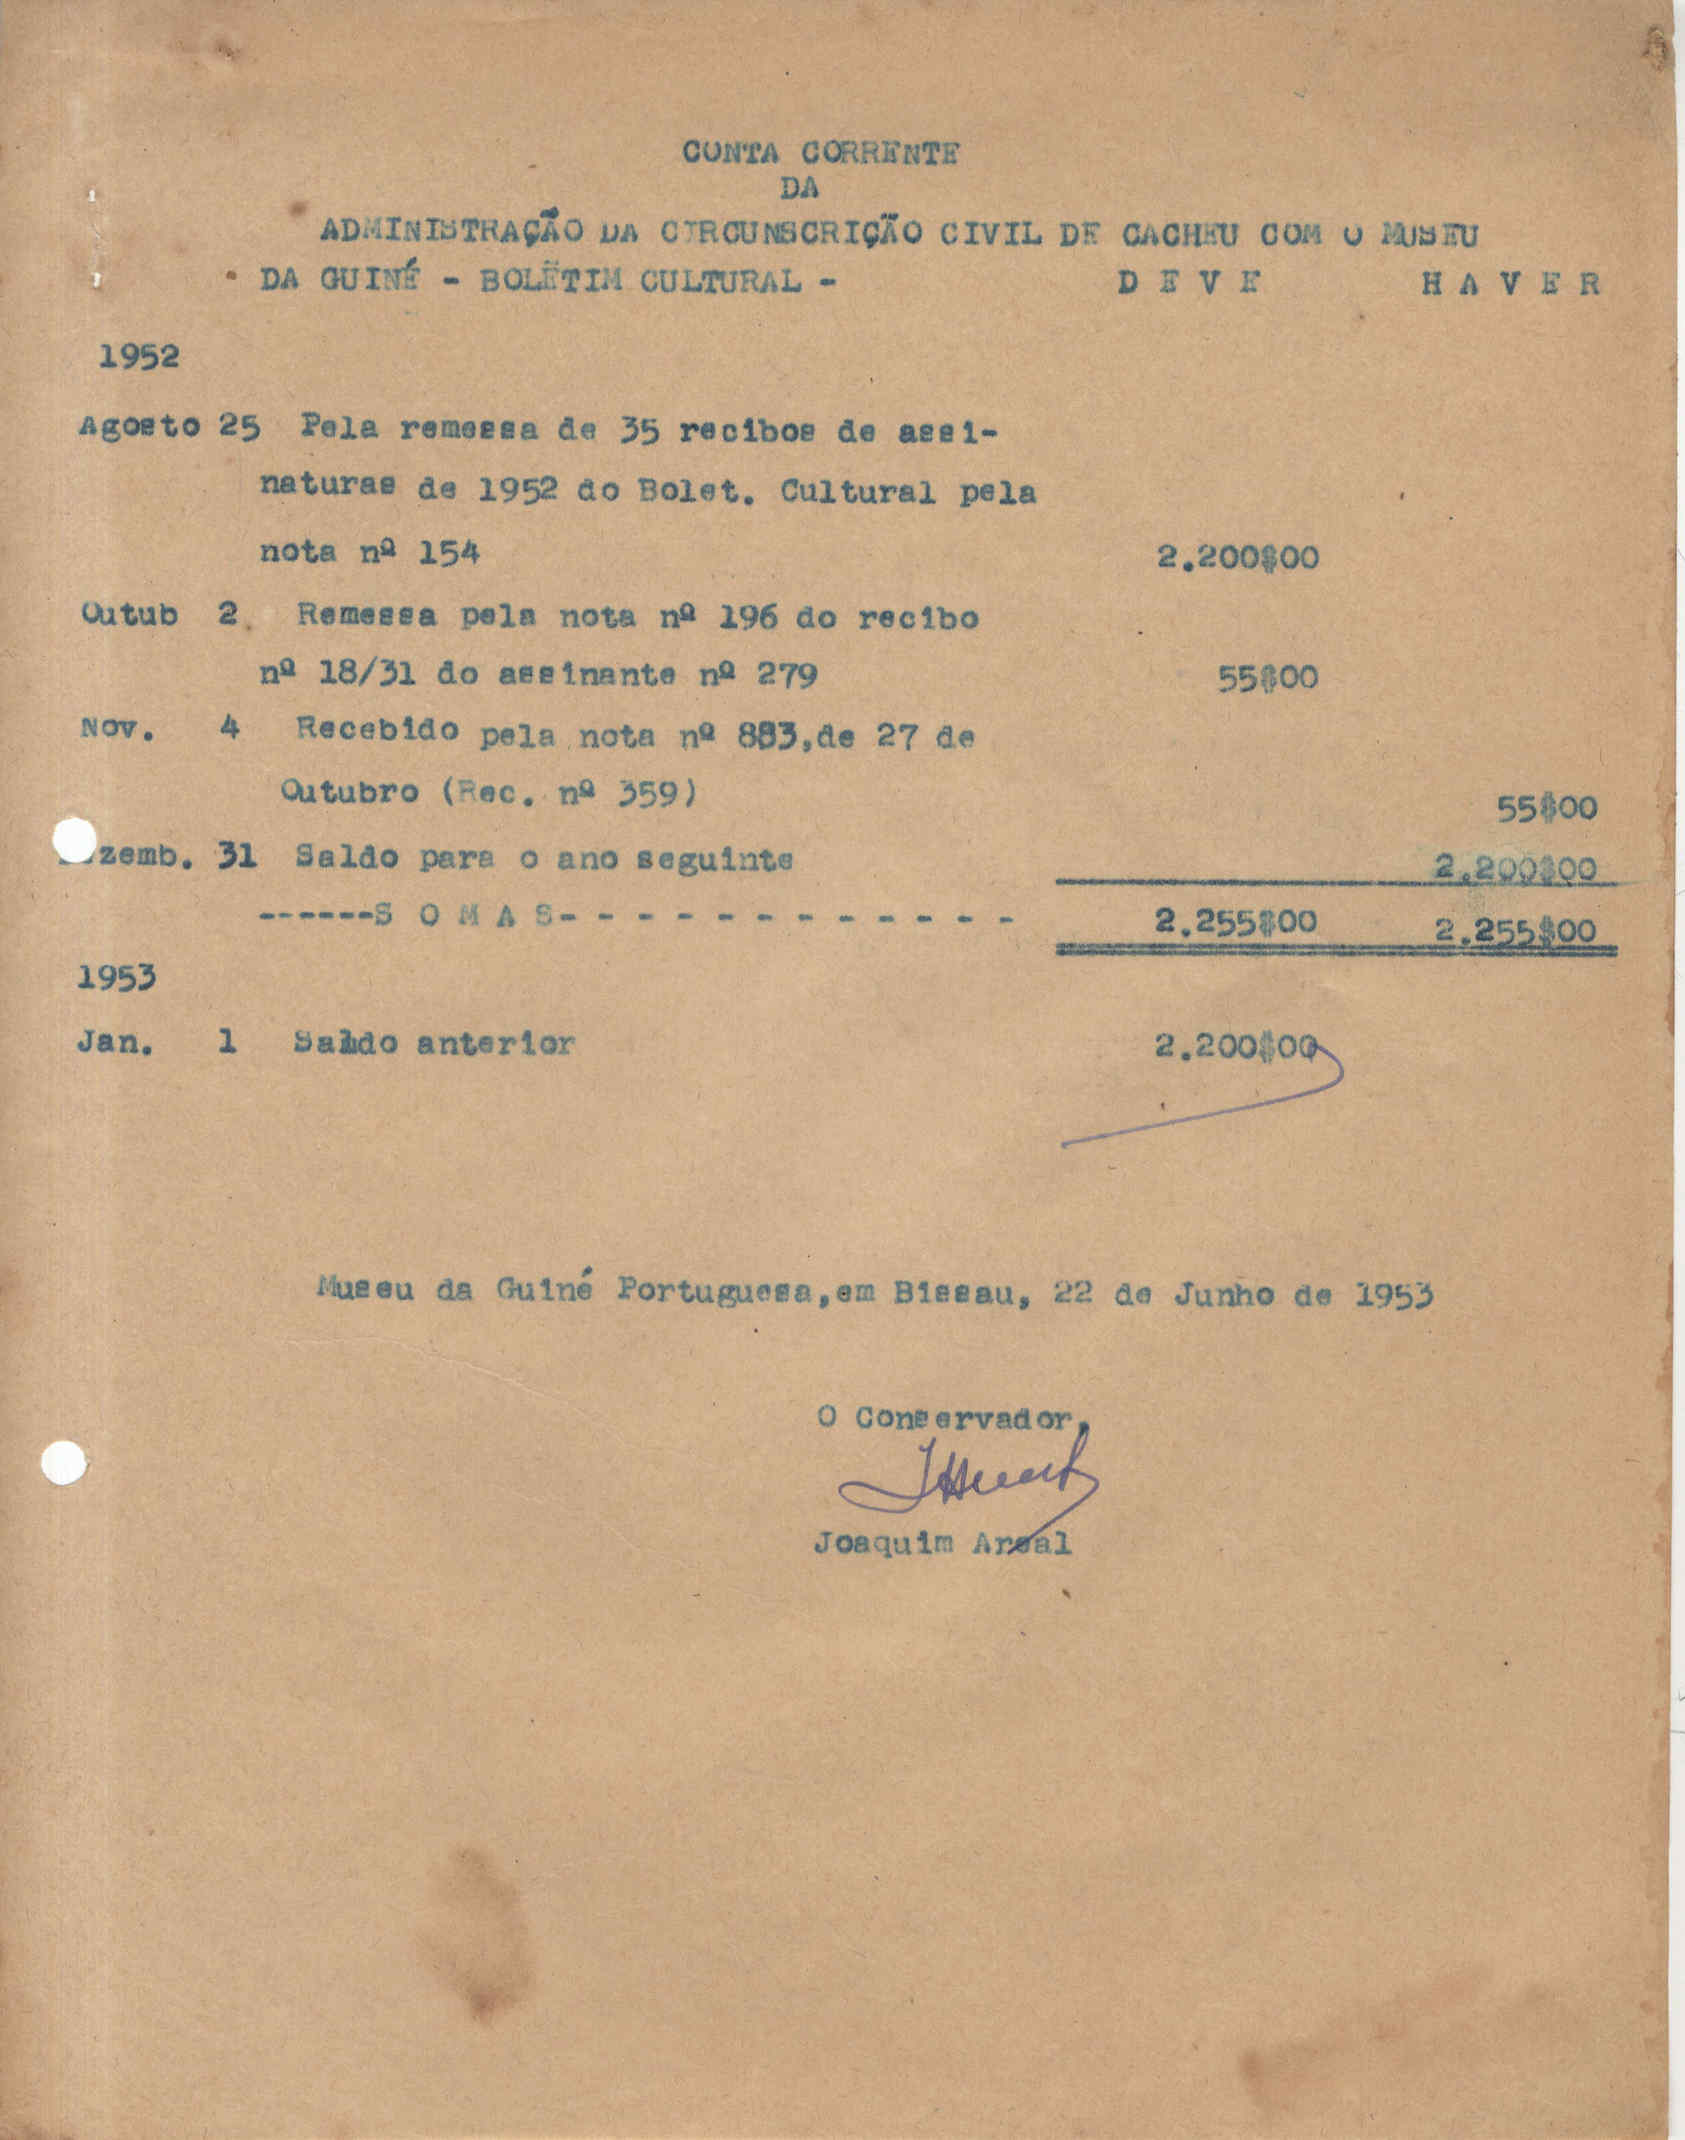 CONTA CORRENTE
DA
ADMINISTRAÇÃO DA CIRCUNSCRIÇÃO CIVIL DE CACHEU COM O MUSEU
DA GUINÉ - BOLETIM CULTURAL - D E V E H A V E R
1952
Agosto 25 Pela remessa de 35 recibos de assi-
naturas de 1952 do Bolet. Cultural pela
nota nº 154 2.200$00
Outub 2 Remessa pela nota nº 196 do recibo
nº 18/31 do assinante nº 279 55$00
Nov. 4 Recebido pela nota nº 883,de 27 de
Outubro (Rec. nº 359) 55$00
zemb. 31 Saldo para o ano seguinte 2.200$00
------S O M A S- - - - - - - - - - - - 2.255$00 2.255$00
1953
Jan. 1 Saldo anterior 2.200$00
Museu da Guiné Portuguesa,em Bissau, 22 de Junho de 1953
O Conservador,
Joaquim Areal